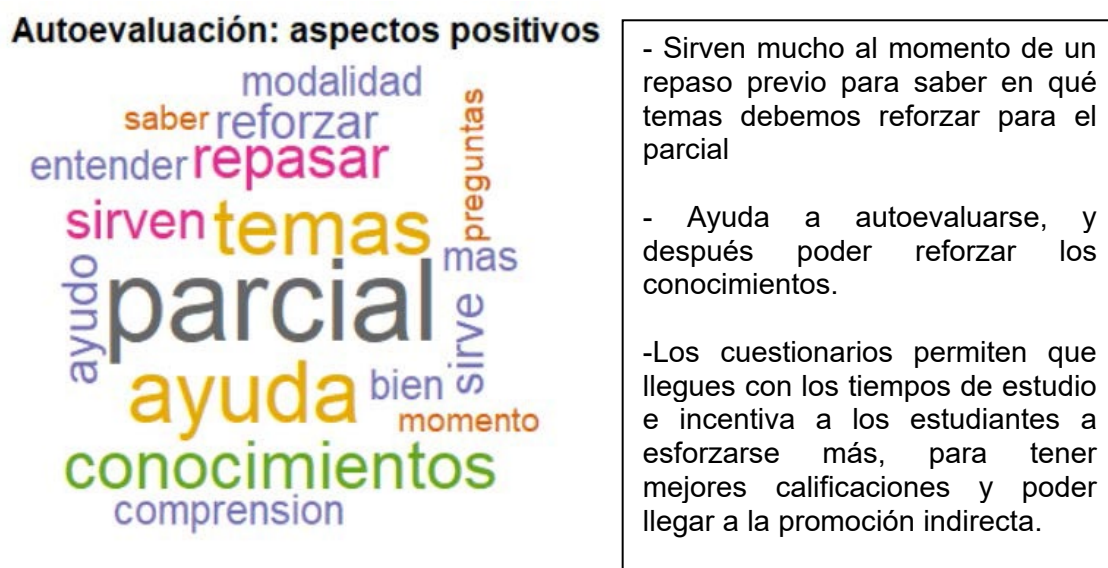 Autoevaluación: aspectos positivos
modalidad
saber reforzar
preguntas
entender repasar
sirven temas
mas
ayudo
parcial
sirve
ayuda bien
momento
conocimientos
comprension
- Sirven mucho al momento de un
repaso previo para saber en qué
temas debemos reforzar para el
parcial
- Ayuda a autoevaluarse, y
después poder reforzar los
conocimientos.
-Los cuestionarios permiten que
llegues con los tiempos de estudio
e incentiva a los estudiantes a
esforzarse más, para tener
mejores calificaciones y poder
llegar a la promoción indirecta.